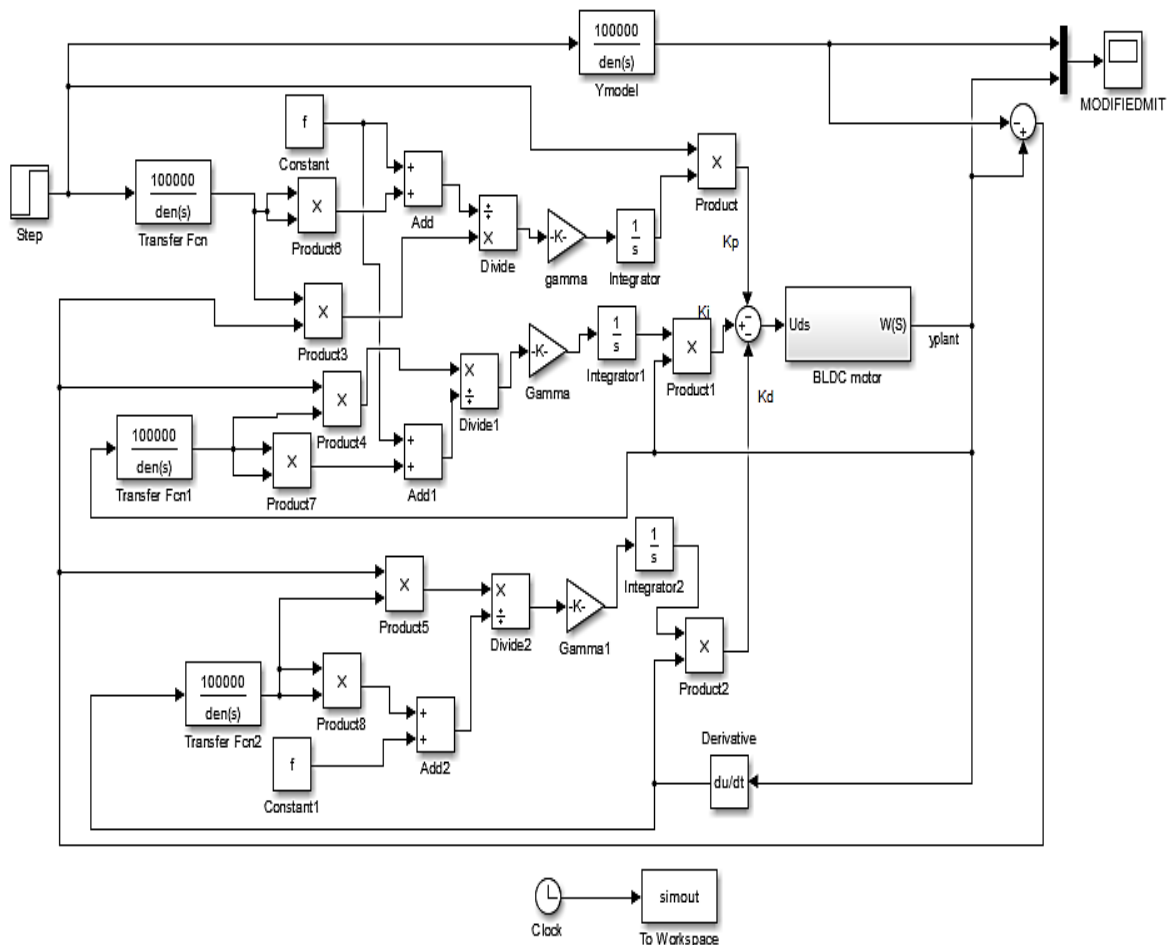 100000
den(s)
Ymodel
MODIFIEDMIT
f
Constant
Step
100000
den(s)
Transfer Fcn
×
Product6
+
+
Add
÷
×
Divide
-K-
gamma
1
s
Integrator
×
Product
Kp
×
Product3
-
+
Ki
-
+
-
Uds
W(S)
BLDC motor
yplant
Kd
×
Product4
×
÷
Divide1
-K-
Gamma
1
s
Integrator1
×
Product1
100000
den(s)
Transfer Fcn1
×
Product7
+
+
Add1
×
Product5
×
÷
Divide2
-K-
Gamma1
1
s
Integrator2
×
Product2
100000
den(s)
Transfer Fcn2
×
Product8
+
+
Add2
f
Constant1
Derivative
du/dt
Clock
simout
To Workspace